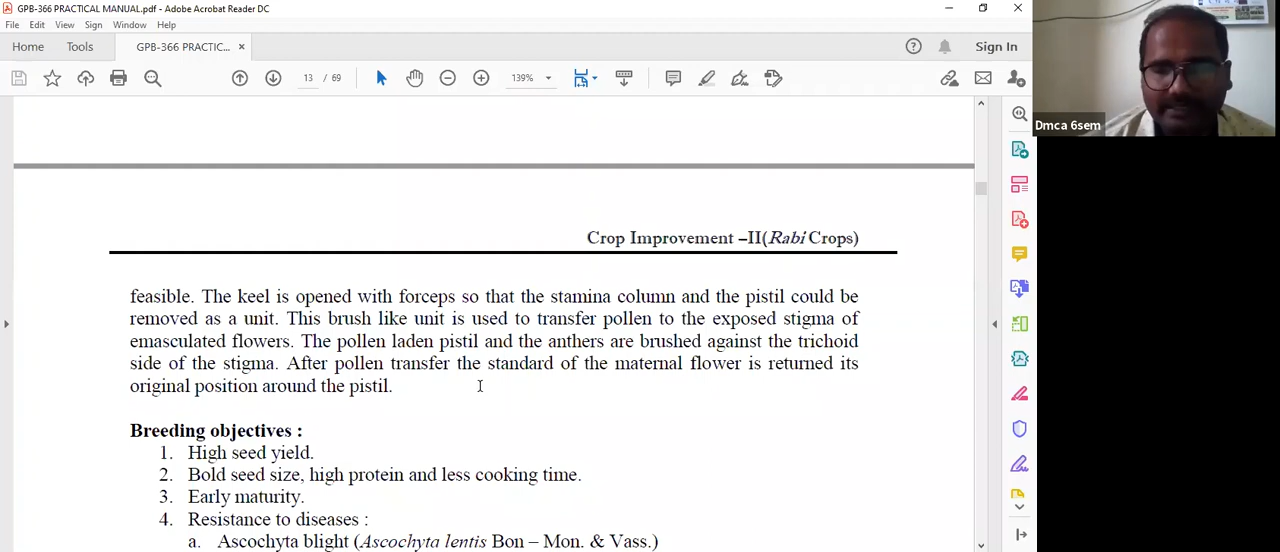 GPB-366 PRACTICAL MANUAL.pdf - Adobe Acrobat Reader DC
File Edit View Sign Window Help
Home Tools GPB-366 PRACTIC... × Sign In
13 / 69 139%
Dmca 6sem
Crop Improvement –II(Rabi Crops)
feasible. The keel is opened with forceps so that the stamina column and the pistil could be
removed as a unit. This brush like unit is used to transfer pollen to the exposed stigma of
emasculated flowers. The pollen laden pistil and the anthers are brushed against the trichoid
side of the stigma. After pollen transfer the standard of the maternal flower is returned its
original position around the pistil.
Breeding objectives :
1. High seed yield.
2. Bold seed size, high protein and less cooking time.
3. Early maturity.
4. Resistance to diseases :
a. Ascochyta blight (Ascochyta lentis Bon – Mon. & Vass.)